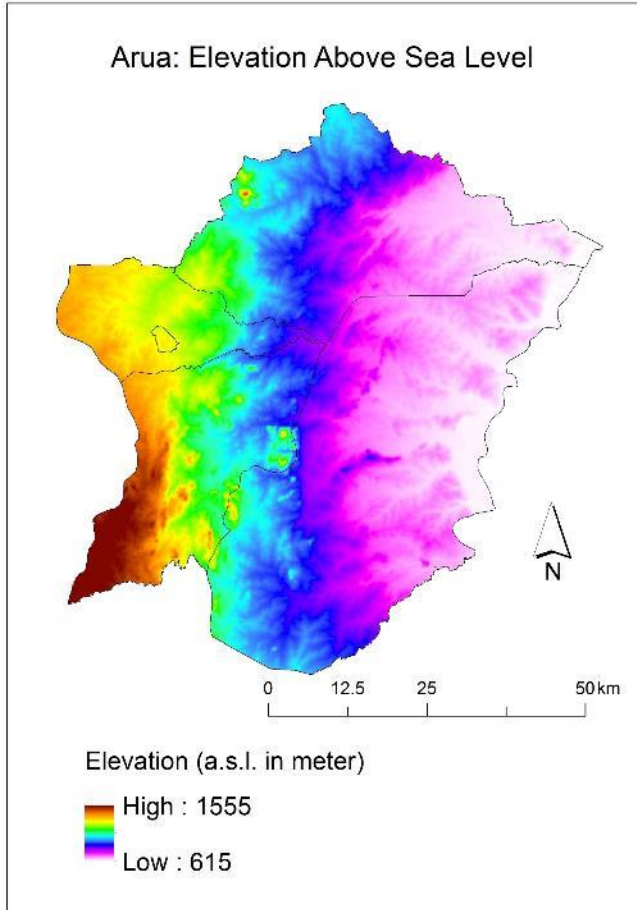 Arua: Elevation Above Sea Level
N
0 12.5 25 50 km
Elevation (a.s.l. in meter)
High : 1555
Low : 615